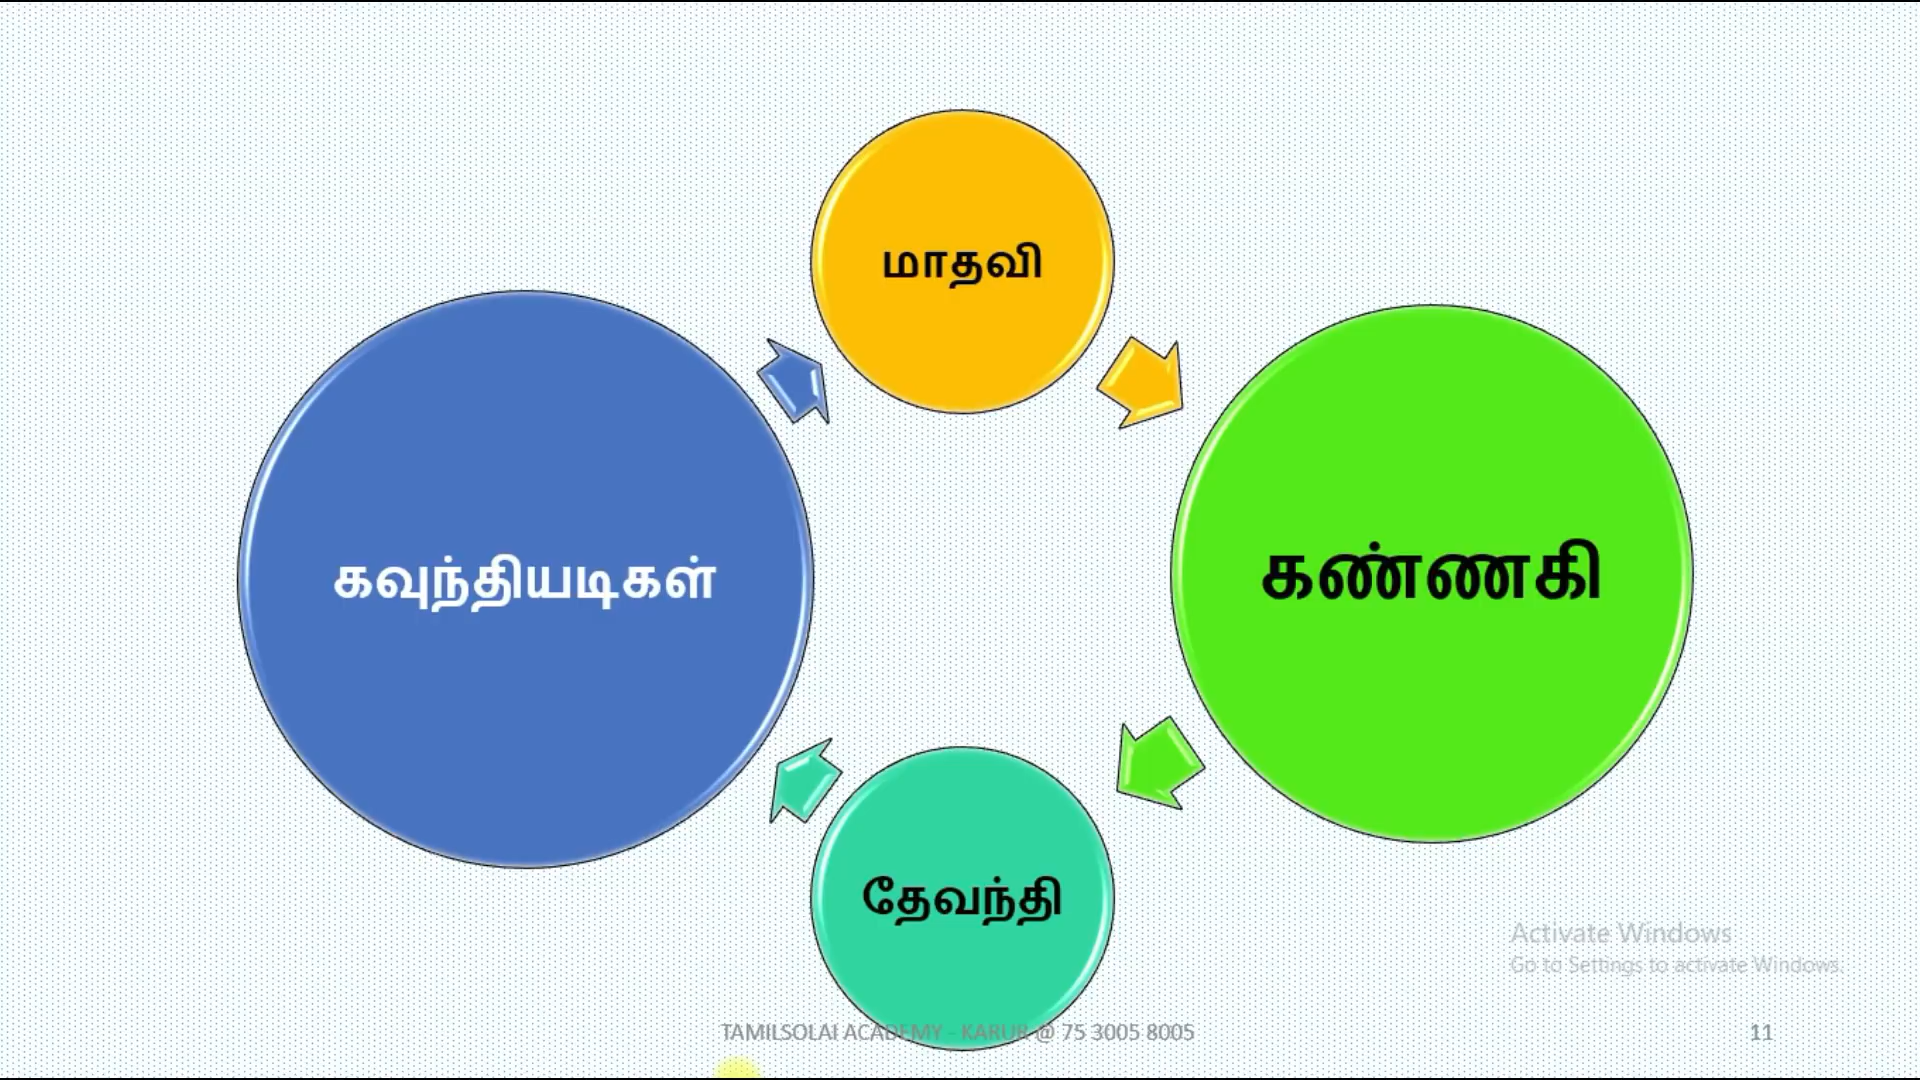 மாதவி
கவுந்தியடிகள்
கண்ணகி
தேவந்தி
Activate Windows
Go to Settings to activate Windows.
TAMILSOLAI ACADEMY - KARUR @ 75 3005 8005
11